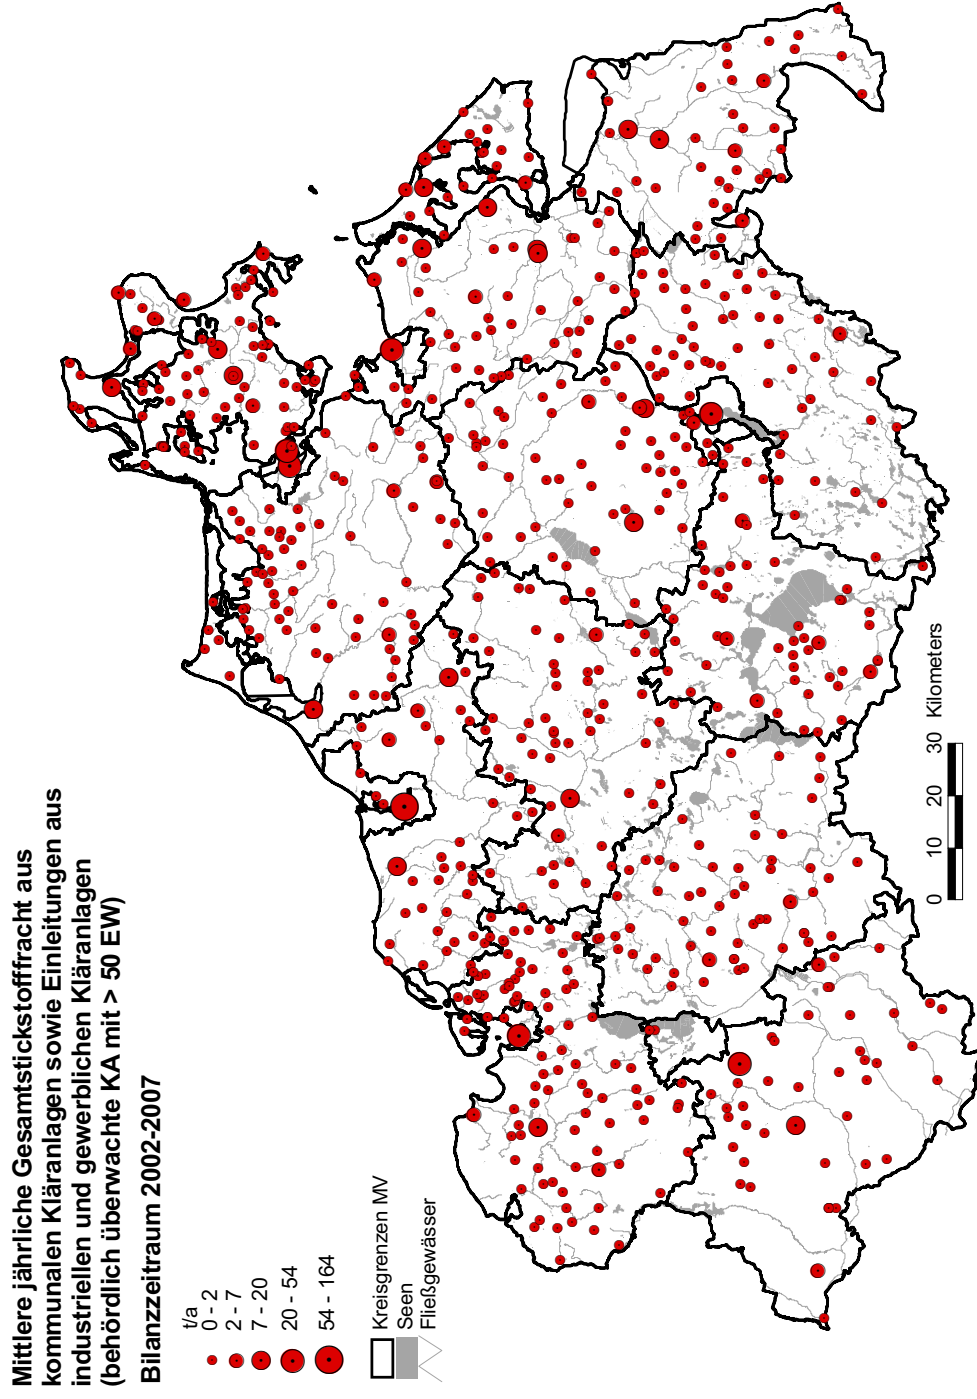 Mittlere jährliche Gesamtstickstofffracht aus
kommunalen Kläranlagen sowie Einleitungen aus
industriellen und gewerblichen Kläranlagen
(behördlich überwachte KA mit > 50 EW)
Bilanzzeitraum 2002-2007
t/a
0 - 2
2 - 7
7 - 20
20 - 54
54 - 164
Kreisgrenzen MV
Seen
Fließgewässer
0 10 20 30 Kilometers